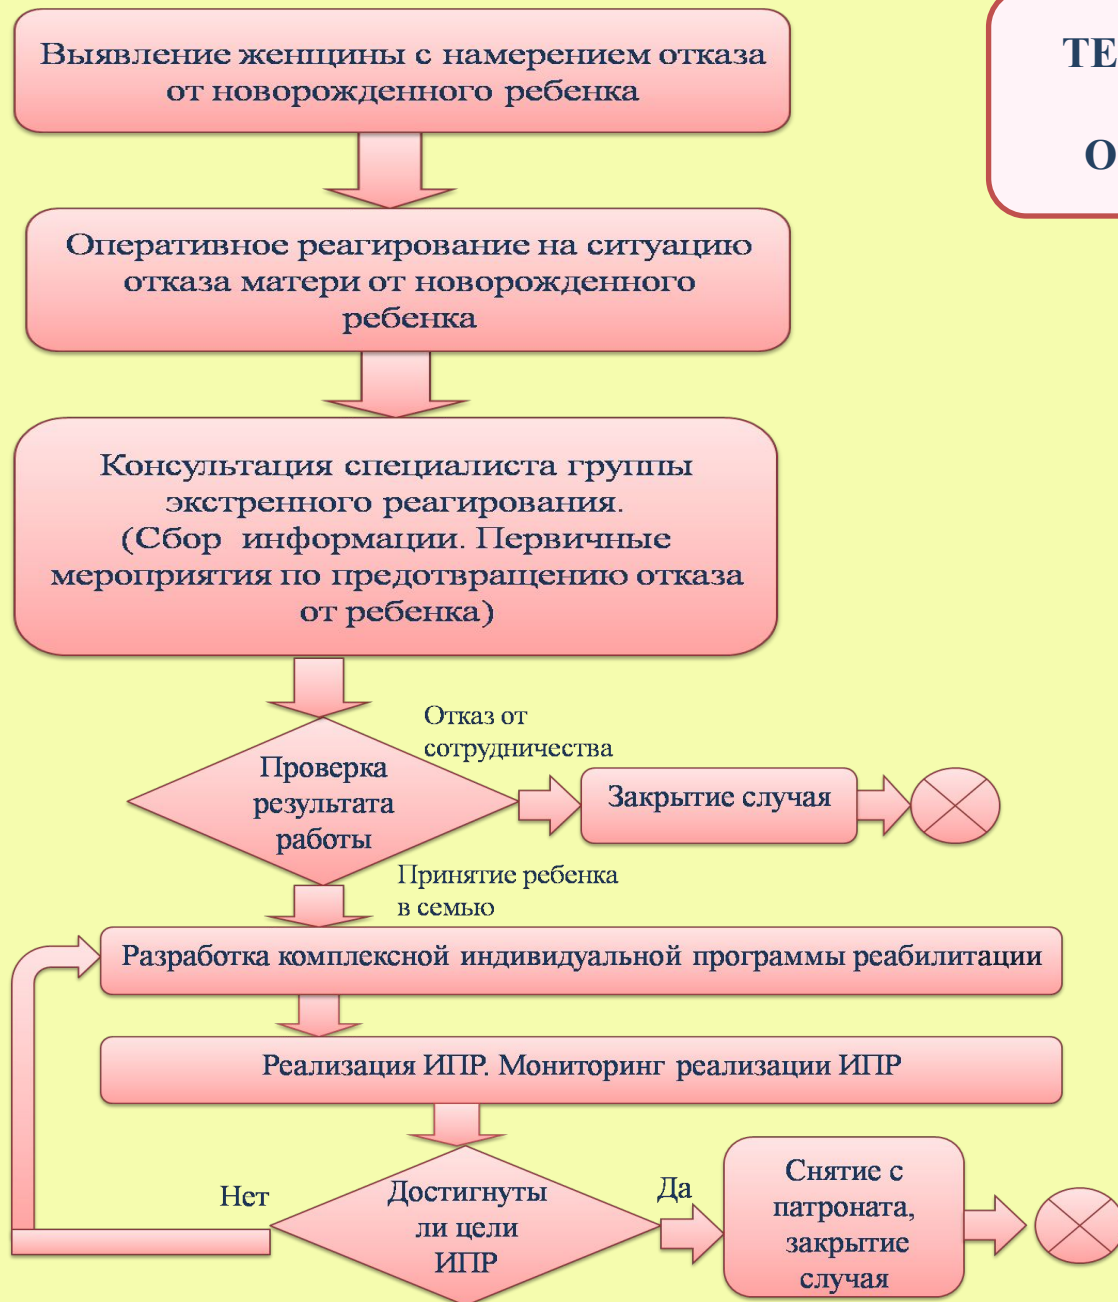 Выявление женщины с намерением отказа
от новорожденного ребенка
ТЕ
О
Оперативное реагирование на ситуацию
отказа матери от новорожденного
ребенка
Консультация специалиста группы
экстренного реагирования.
(Сбор информации. Первичные
мероприятия по предотвращению отказа
от ребенка)
Отказ от
сотрудничества
Проверка
результата
работы
Закрытие случая
Принятие ребенка
в семью
Разработка комплексной индивидуальной программы реабилитации
Реализация ИПР. Мониторинг реализации ИПР
Нет
Достигнуты
ли цели
ИПР
Да
Снятие с
патроната,
закрытие
случая